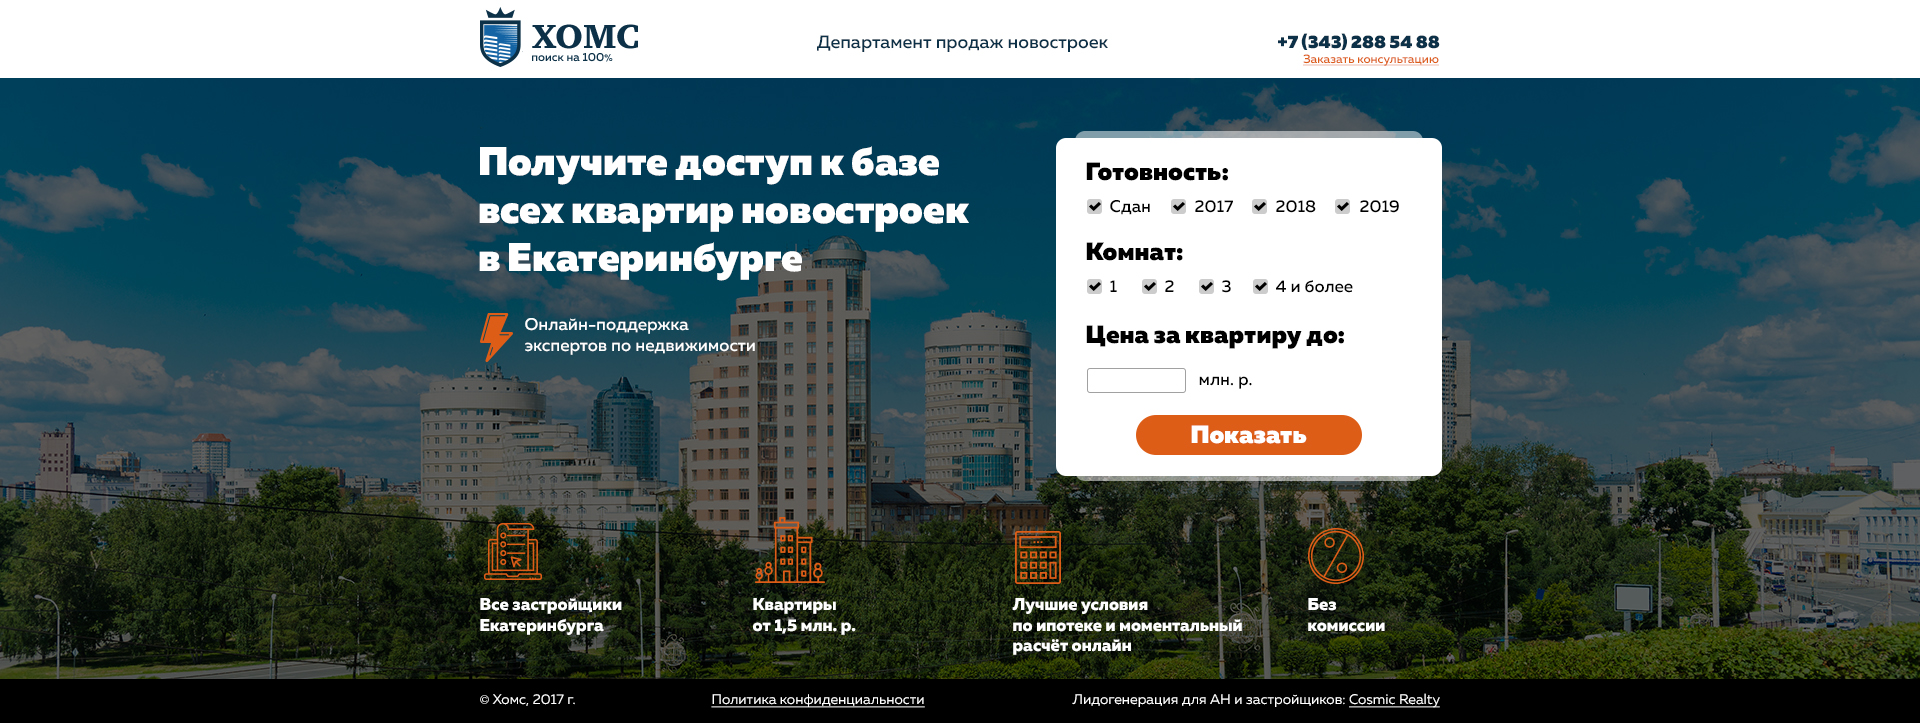 ХОМС
поиск на 100%
Департамент продаж новостроек
+7 (343) 288 54 88
Заказать консультацию
Получите доступ к базе
всех квартир новостроек
в Екатеринбурге
Онлайн-поддержка
экспертов по недвижимости
Готовность:
Сдан 2017 2018 2019
Комнат:
1 2 3 4 и более
Цена за квартиру до:
млн. р.
Показать
Все застройщики
Екатеринбурга
Квартиры
от 1,5 млн. р.
Лучшие условия
по ипотеке и моментальный
расчёт онлайн
Без
комиссии
© Хомс, 2017 г.
Политика конфиденциальности
Лидогенерация для АН и застройщиков: Cosmic Realty